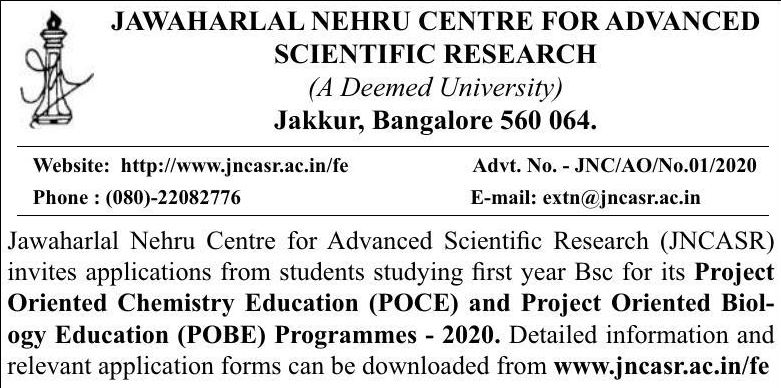 JAWAHARLAL NEHRU CENTRE FOR ADVANCED
SCIENTIFIC RESEARCH
(A Deemed University)
Jakkur, Bangalore 560 064.
Website: http://www.jncasr.ac.in/fe Advt. No. - JNC/AO/No.01/2020
Phone : (080)-22082776 E-mail: extn@jncasr.ac.in
Jawaharlal Nehru Centre for Advanced Scientific Research (JNCASR)
invites applications from students studying first year Bsc for its Project
Oriented Chemistry Education (POCE) and Project Oriented Biol-
ogy Education (POBE) Programmes - 2020. Detailed information and
relevant application forms can be downloaded from www.jncasr.ac.in/fe